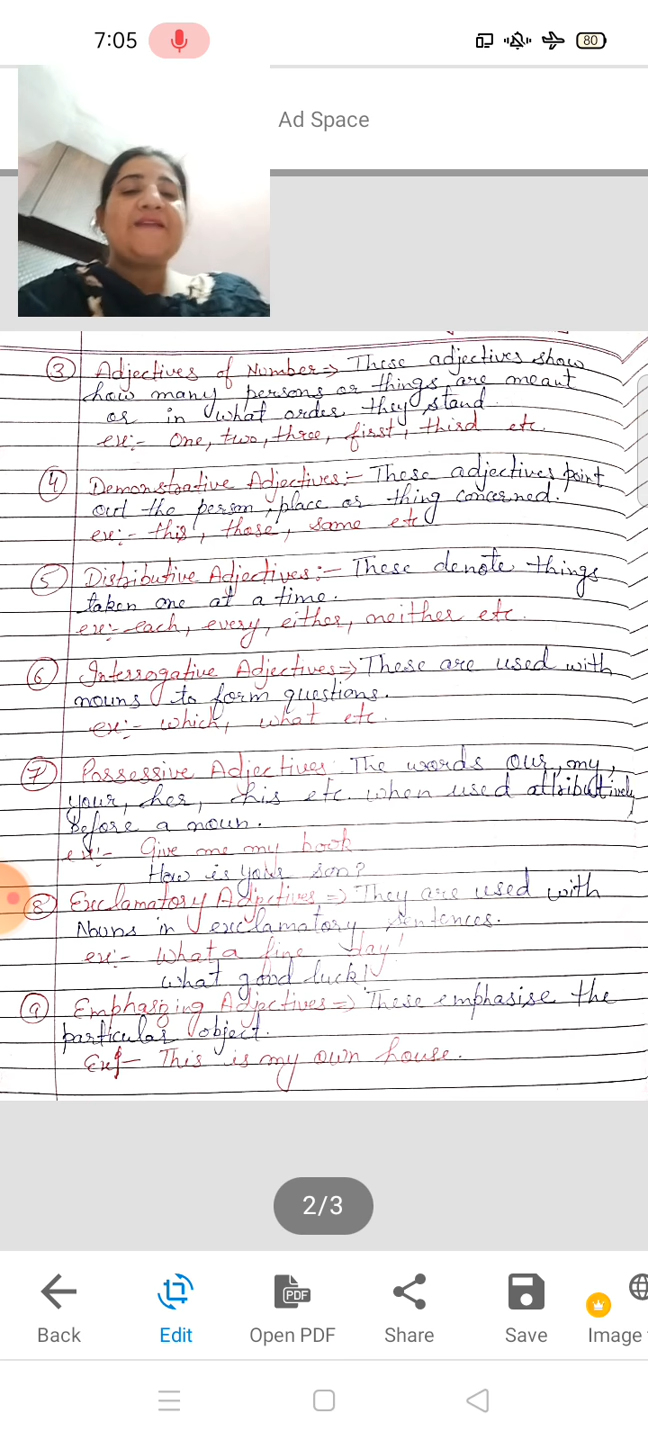 7:05
80
Ad Space
③ Adjectives of Number => These adjectives show
how many persons or things are meant
or in what order they stand.
ex:- One, two, three, first, third etc
④ Demonstrative Adjectives:- These adjectives point
out the person, place or thing concerned.
ex:- this, those, same etc
⑤ Distributive Adjectives:- These denote things
taken one at a time.
ex:- each, every, either, neither etc.
⑥ Interrogative Adjectives => These are used with
nouns to form questions.
ex:- which, what etc.
⑦ Possessive Adjectives The words our, my,
your, her, his etc. when used attributively
before a noun.
ex:- Give me my book
How is your son?
⑧ Exclamatory Adjectives => They are used with
Nouns in exclamatory sentences.
ex:- What a fine day!
what good luck!
⑨ Emphaszing Adjectives => These emphasise the
particular object.
Ex:- This is my own house.
2/3
Back
Edit
PDF
Open PDF
Share
Save
Image